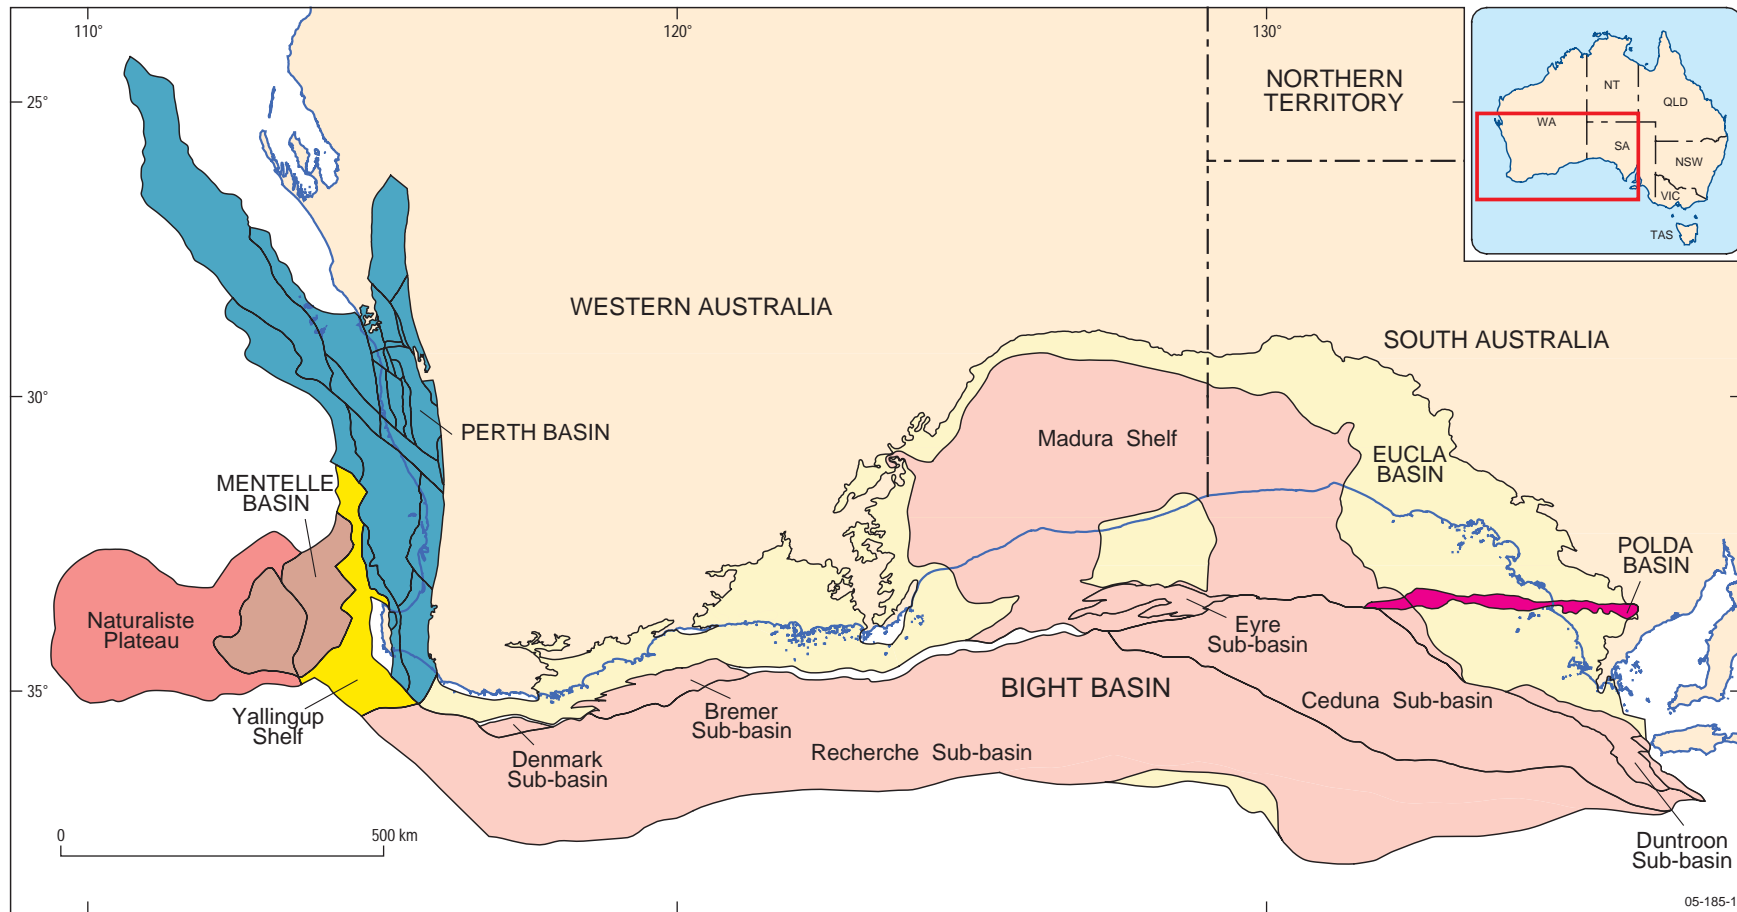 110°
120°
130°
25°
30°
35°
NORTHERN
TERRITORY
WESTERN AUSTRALIA
SOUTH AUSTRALIA
NT
QLD
WA
SA
NSW
VIC
TAS
PERTH BASIN
MENTELLE
BASIN
Naturaliste
Plateau
Yallingup
Shelf
Madura Shelf
EUCLA
BASIN
POLDA
BASIN
Eyre
Sub-basin
BIGHT BASIN
Ceduna Sub-basin
Bremer
Sub-basin
Denmark
Sub-basin
Recherche Sub-basin
Duntroon
Sub-basin
0
500 km
05-185-1